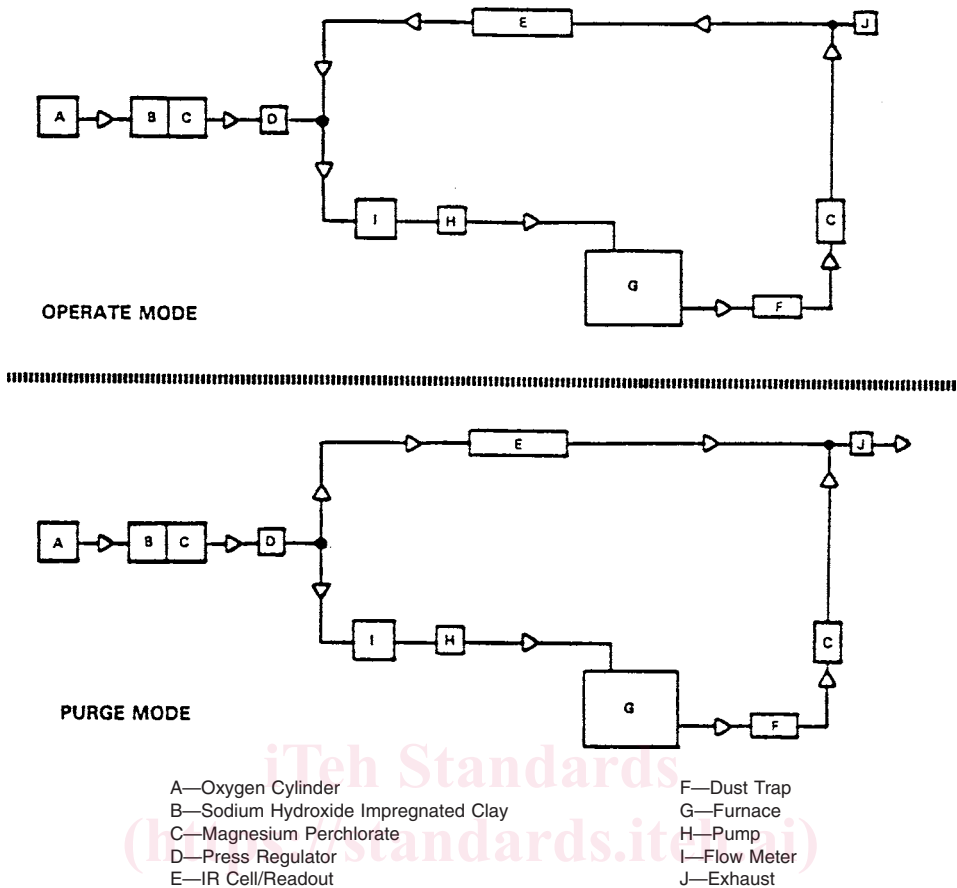 E
J
A
B
C
D
I
H
C
G
F
OPERATE MODE
E
J
A
B
C
D
I
H
C
G
F
PURGE MODE
iTeh Standards
(https://standards.iteh.ai)
A—Oxygen Cylinder
B—Sodium Hydroxide Impregnated Clay
C—Magnesium Perchlorate
D—Press Regulator
E—IR Cell/Readout
F—Dust Trap
G—Furnace
H—Pump
I—Flow Meter
J—Exhaust